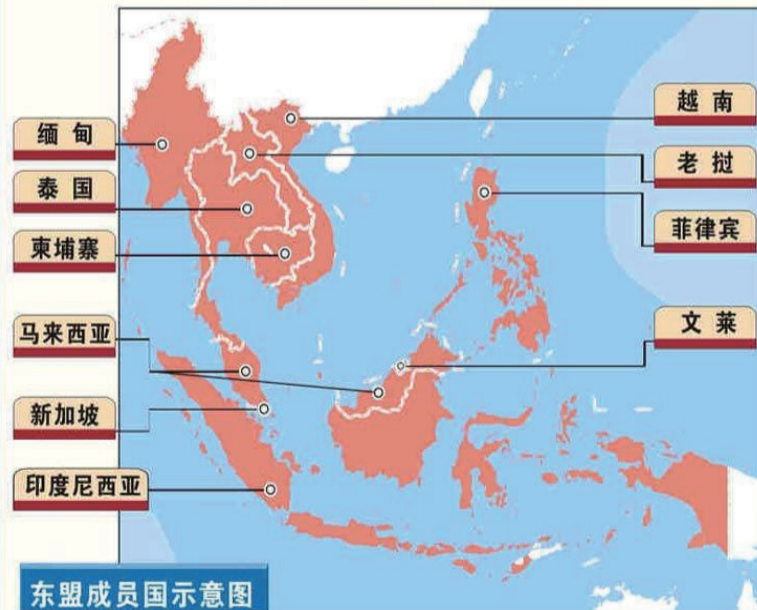 缅甸
泰国
柬埔寨
马来西亚
新加坡
印度尼西亚
越南
老挝
菲律宾
文莱
东盟成员国示意图